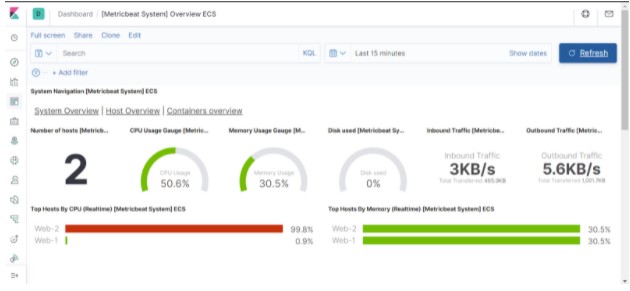 D Dashboard / [Metricbeat System] Overview ECS
Full screen Share Clone Edit
Search KQL Last 15 minutes Show dates Refresh
+ Add filter
System Navigation [Metricbeat System] ECS
System Overview | Host Overview | Containers overview
Number of hosts [Metricb... CPU Usage Gauge [Metric... Memory Usage Gauge [M... Disk used [Metricbeat Sy... Inbound Traffic [Metricbe... Outbound Traffic [Metric...
2
CPU Usage
50.6%
Memory Usage
30.5%
Disk used
0%
Inbound Traffic
3KB/s
Total Transferred 465.9KB
Outbound Traffic
5.6KB/s
Total Transferred
Top Hosts By CPU (Realtime) [Metricbeat System] ECS
Web-2 99.8%
Web-1 0.9%
Top Hosts By Memory (Realtime) [Metricbeat System] ECS
Web-2 30.5%
Web-1 30.5%